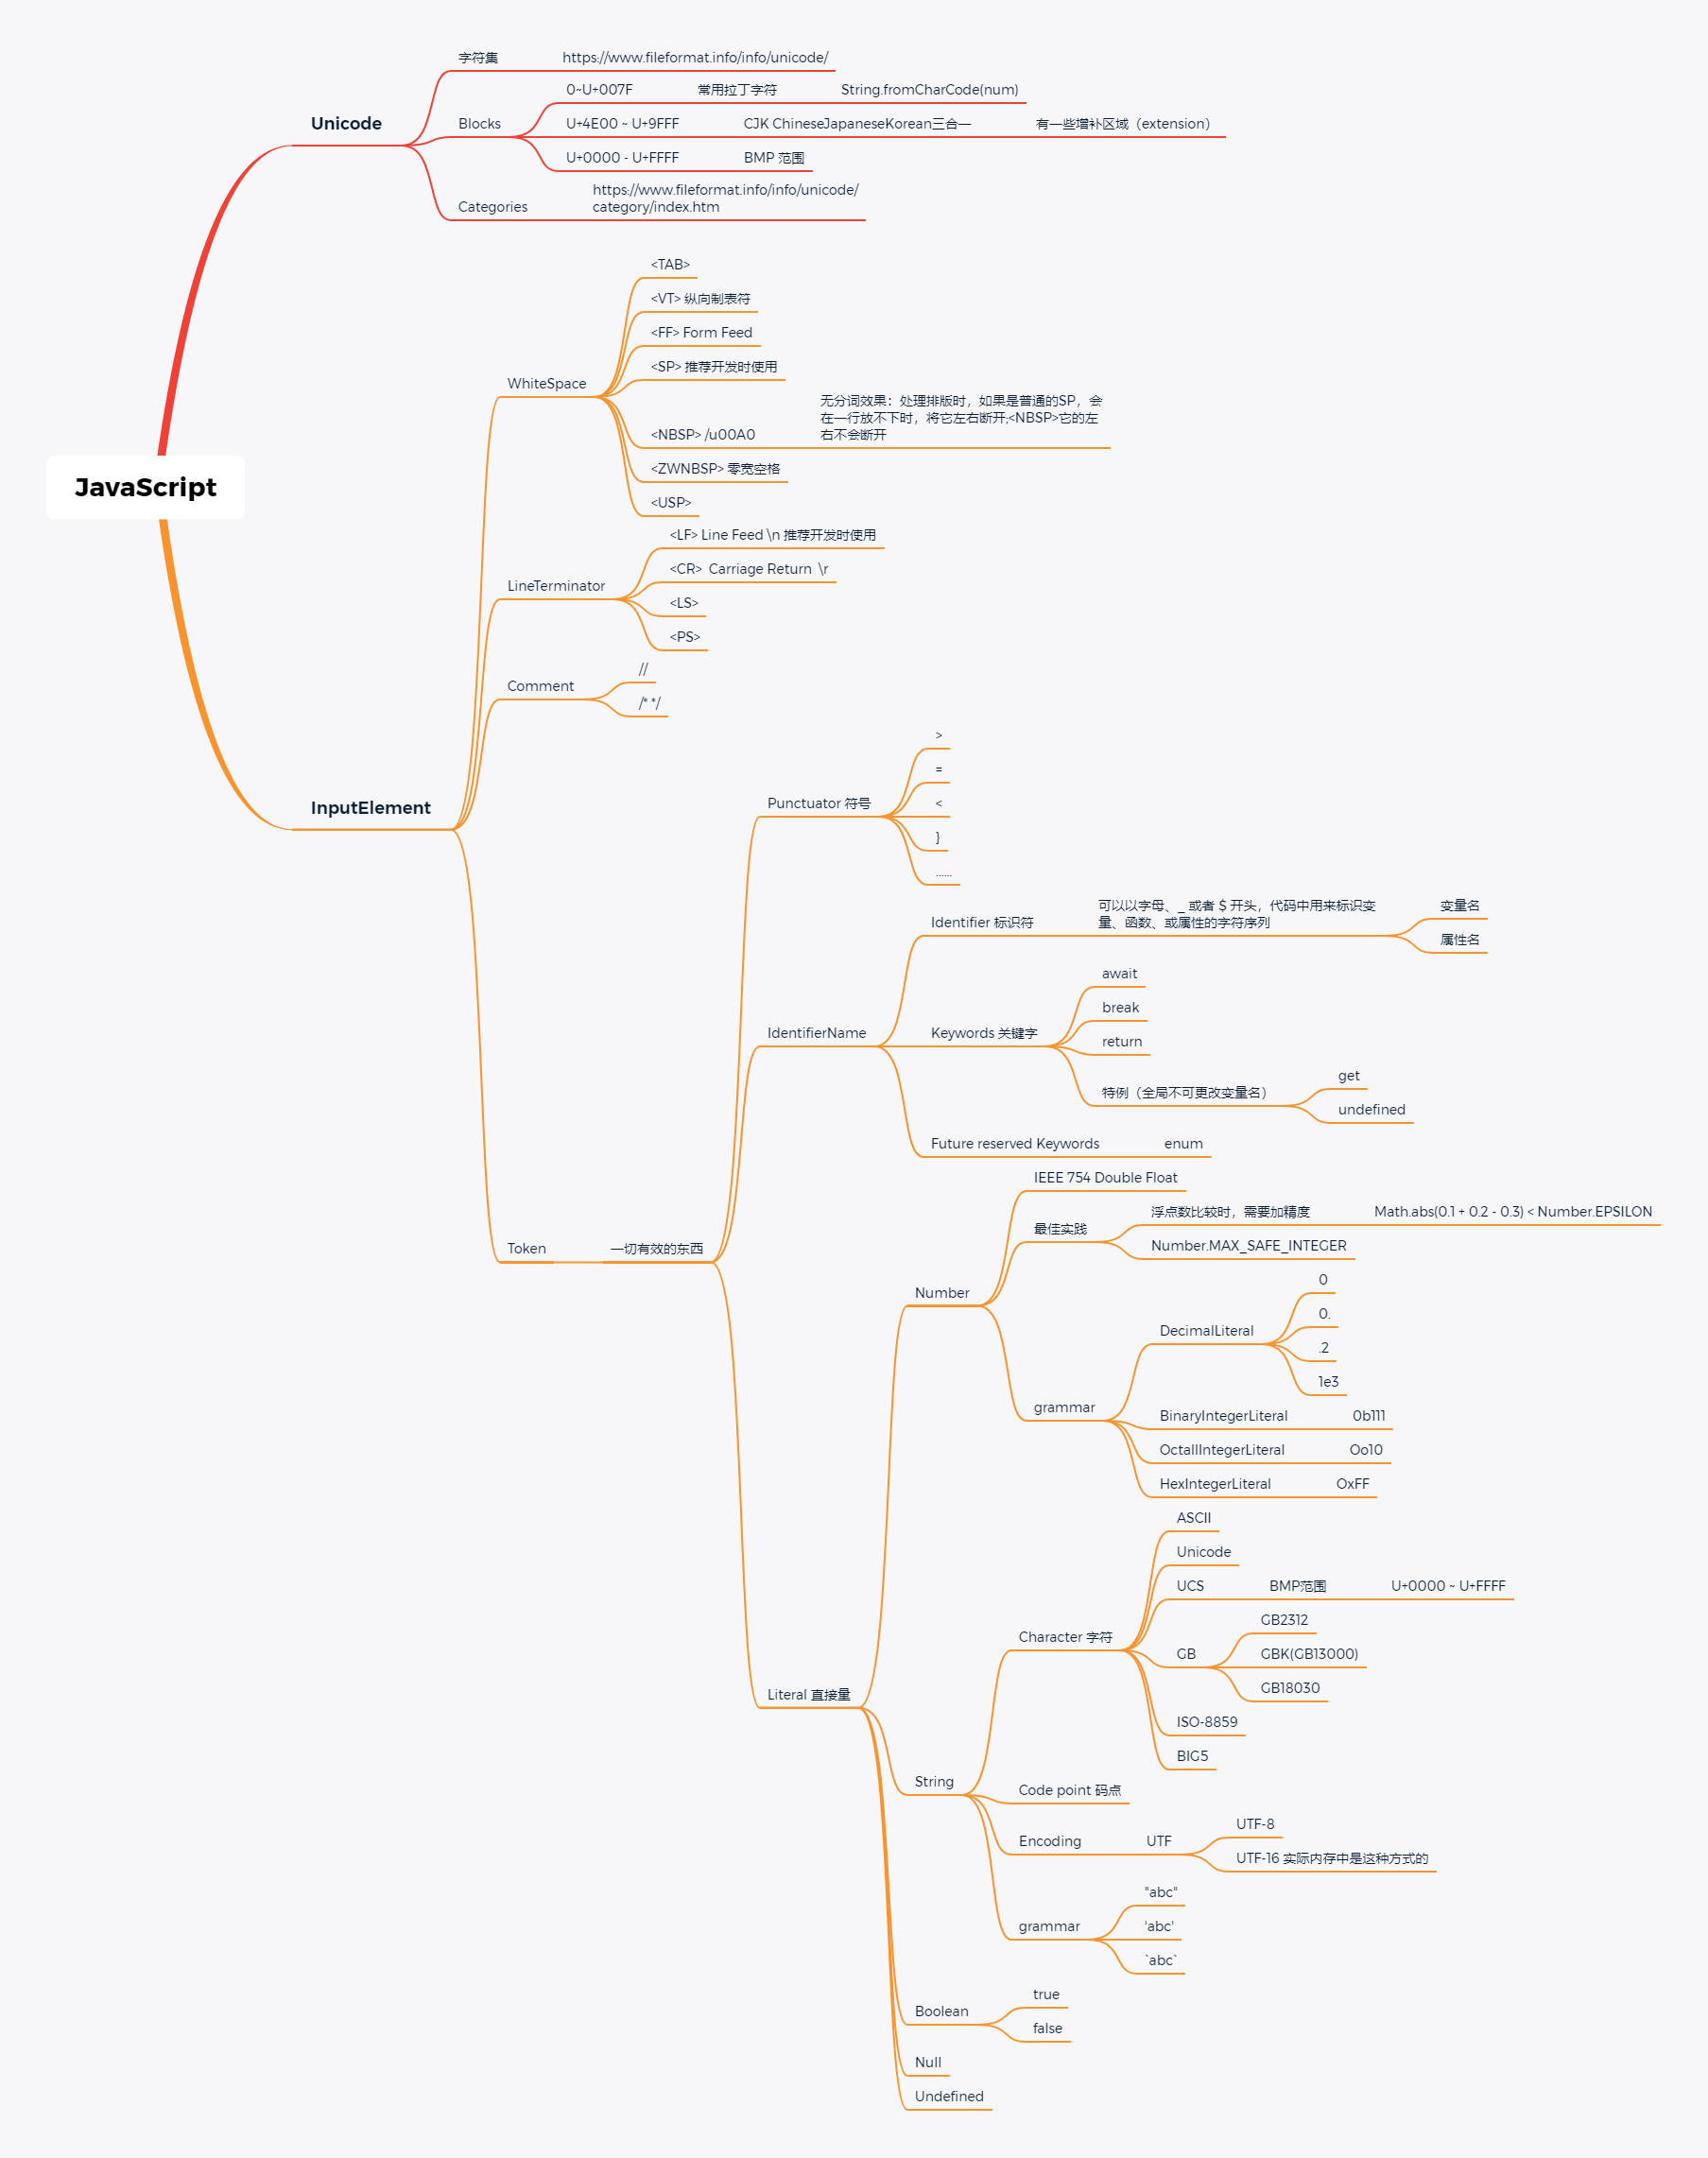 字符集
https://www.fileformat.info/info/unicode/
0~U+007F
常用拉丁字符
String.fromCharCode(num)
Unicode
Blocks
U+4E00 ~ U+9FFF
CJK ChineseJapaneseKorean三合一
有一些增补区域（extension）
U+0000 - U+FFFF
BMP 范围
Categories
https://www.fileformat.info/info/unicode/
category/index.htm
<TAB>
<VT> 纵向制表符
<FF> Form Feed
<SP> 推荐开发时使用
WhiteSpace
<NBSP> /u00A0
无分词效果：处理排版时，如果是普通的SP，会
在一行放不下时，将它左右断开;<NBSP>它的左
右不会断开
<ZWNBSP> 零宽空格
<USP>
JavaScript
<LF> Line Feed \n 推荐开发时使用
<CR>  Carriage Return  \r
LineTerminator
<LS>
<PS>
//
Comment
/* */
InputElement
>
=
Punctuator 符号
<
}
......
Identifier 标识符
可以以字母、_ 或者 $ 开头，代码中用来标识变
量、函数、或属性的字符序列
变量名
属性名
await
break
IdentifierName
Keywords 关键字
return
特例（全局不可更改变量名）
get
undefined
Future reserved Keywords
enum
Token
一切有效的东西
IEEE 754 Double Float
最佳实践
浮点数比较时，需要加精度
Math.abs(0.1 + 0.2 - 0.3) < Number.EPSILON
Number.MAX_SAFE_INTEGER
Number
0
0.
DecimalLiteral
.2
1e3
grammar
BinaryIntegerLiteral
0b111
OctalIIntegerLiteral
Oo10
HexIntegerLiteral
OxFF
ASCII
Unicode
UCS
BMP范围
U+0000 ~ U+FFFF
Character 字符
GB2312
GB
GBK(GB13000)
GB18030
Literal 直接量
ISO-8859
BIG5
String
Code point 码点
Encoding
UTF
UTF-8
UTF-16 实际内存中是这种方式的
"abc"
grammar
'abc'
`abc`
true
Boolean
false
Null
Undefined